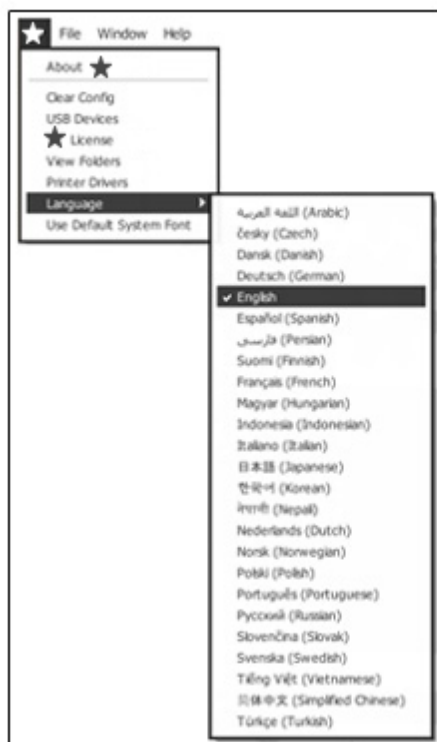 File Window Help
About
Clear Config
USB Devices
License
View Folders
Printer Drivers
Language
Use Default System Font
اللغة العربية (Arabic)
česky (Czech)
Dansk (Danish)
Deutsch (German)
English
Español (Spanish)
فارسی (Persian)
Suomi (Finnish)
Français (French)
Magyar (Hungarian)
Indonesia (Indonesian)
Italiano (Italian)
日本語 (Japanese)
한국어 (Korean)
नेपाली (Nepali)
Nederlands (Dutch)
Norsk (Norwegian)
Polski (Polish)
Português (Portuguese)
Русский (Russian)
Slovenčina (Slovak)
Svenska (Swedish)
Tiếng Việt (Vietnamese)
简体中文 (Simplified Chinese)
Türkçe (Turkish)